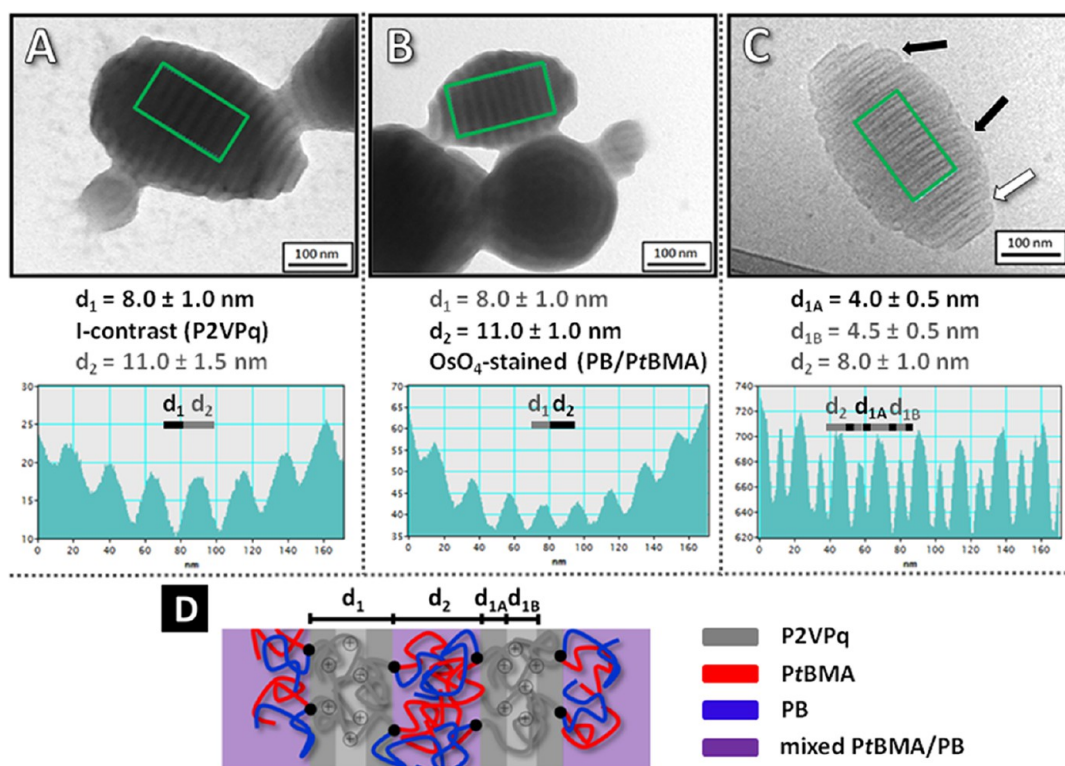 A
100 nm
d1 = 8.0 ± 1.0 nm
I-contrast (P2VPq)
d2 = 11.0 ± 1.5 nm
30
25
20
15
10
d1 d2
0 20 40 60 80 100 120 140 160
nm
B
100 nm
d1 = 8.0 ± 1.0 nm
d2 = 11.0 ± 1.0 nm
OsO4-stained (PB/PtBMA)
70
65
60
55
50
45
40
35
d1 d2
0 20 40 60 80 100 120 140 160
nm
C
100 nm
d1A = 4.0 ± 0.5 nm
d1B = 4.5 ± 0.5 nm
d2 = 8.0 ± 1.0 nm
740
720
700
680
660
640
620
d2 d1A d1B
0 20 40 60 80 100 120 140 160
nm
D
d1 d2 d1A d1B
P2VPq
PtBMA
PB
mixed PtBMA/PB